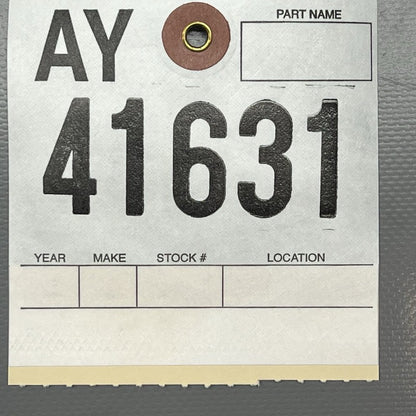 AY
PART NAME
41631
YEAR MAKE STOCK # LOCATION